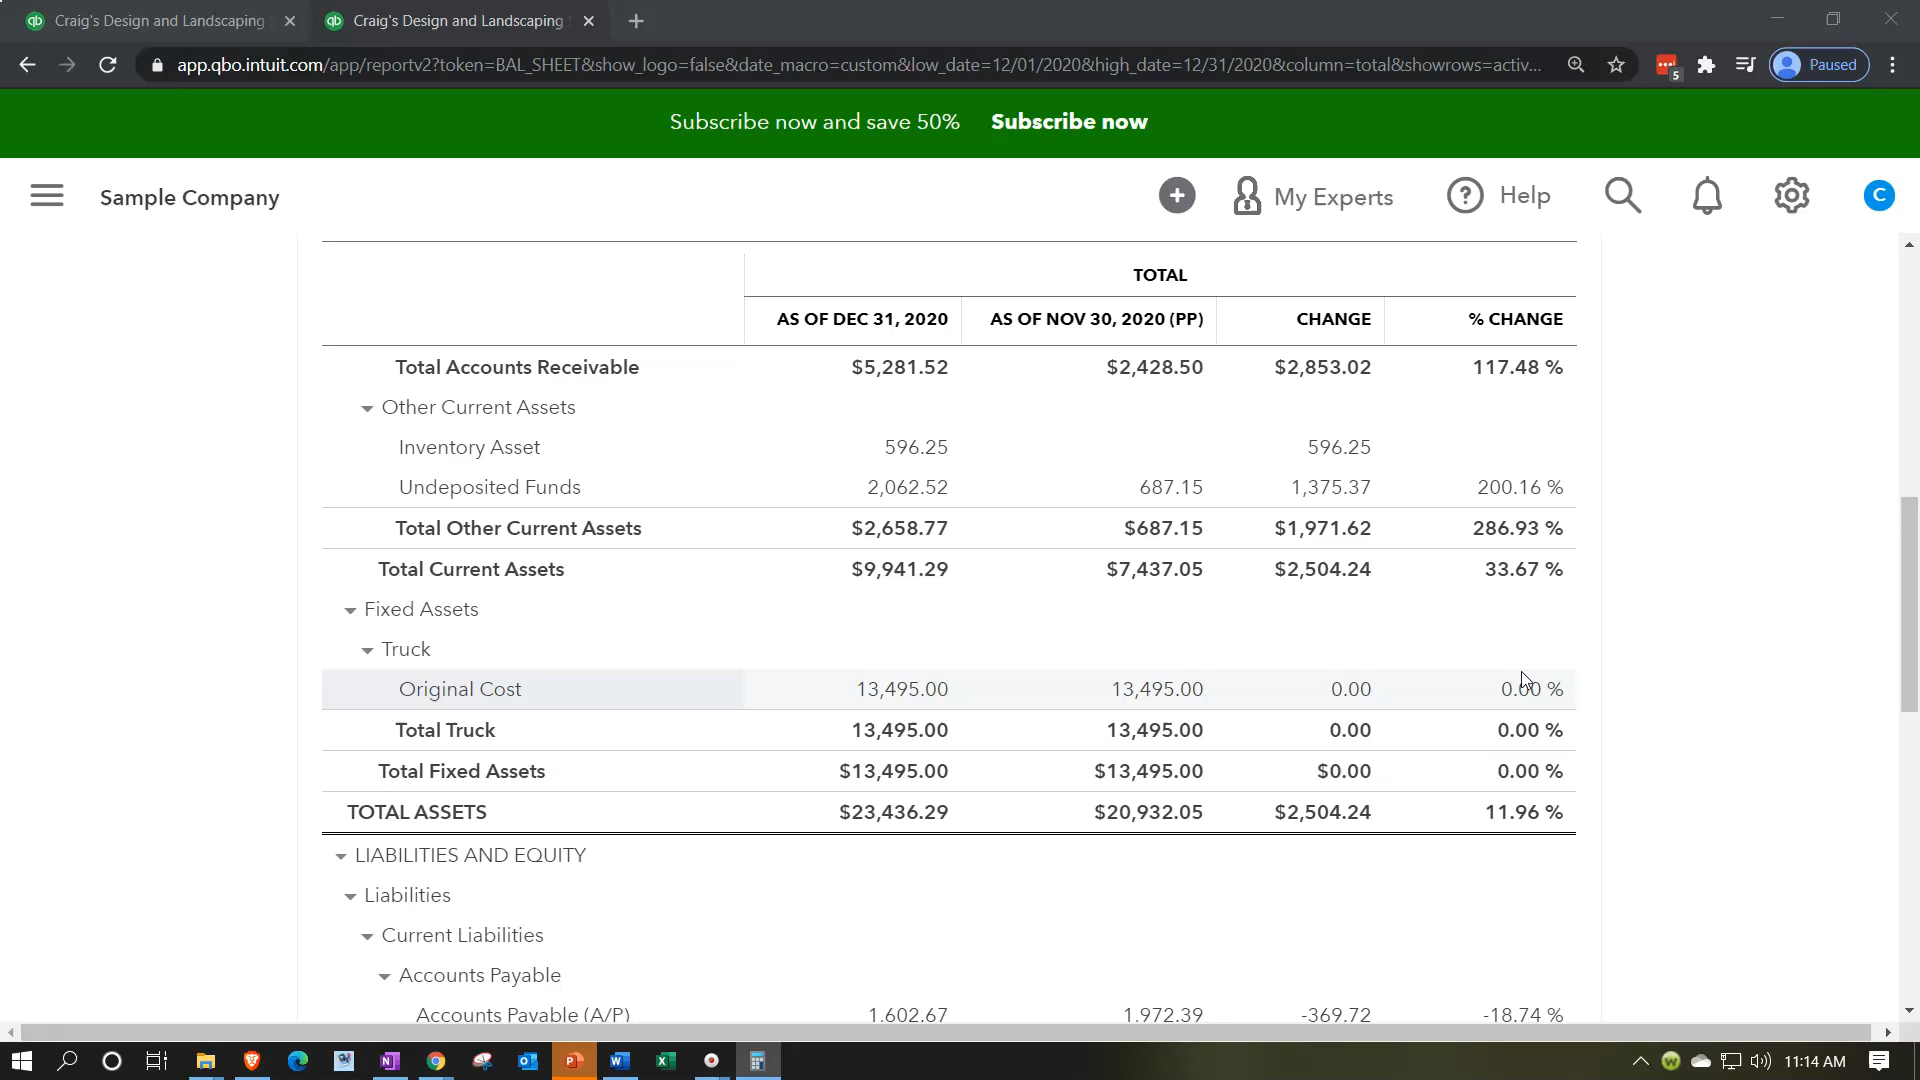 Craig's Design and Landscaping
Craig's Design and Landscaping
app.qbo.intuit.com/app/reportv2?token=BAL_SHEET&show_logo=false&date_macro=custom&low_date=12/01/2020&high_date=12/31/2020&column=total&showrows=activ...
5
Paused
Subscribe now and save 50% Subscribe now
Sample Company
My Experts
Help
C
TOTAL
AS OF DEC 31, 2020 AS OF NOV 30, 2020 (PP) CHANGE % CHANGE
Total Accounts Receivable $5,281.52 $2,428.50 $2,853.02 117.48 %
Other Current Assets
Inventory Asset 596.25 596.25
Undeposited Funds 2,062.52 687.15 1,375.37 200.16 %
Total Other Current Assets $2,658.77 $687.15 $1,971.62 286.93 %
Total Current Assets $9,941.29 $7,437.05 $2,504.24 33.67 %
Fixed Assets
Truck
Original Cost 13,495.00 13,495.00 0.00 0.00 %
Total Truck 13,495.00 13,495.00 0.00 0.00 %
Total Fixed Assets $13,495.00 $13,495.00 $0.00 0.00 %
TOTAL ASSETS $23,436.29 $20,932.05 $2,504.24 11.96 %
LIABILITIES AND EQUITY
Liabilities
Current Liabilities
Accounts Payable
Accounts Payable (A/P) 1,602.67 1,972.39 -369.72 -18.74 %
11:14 AM